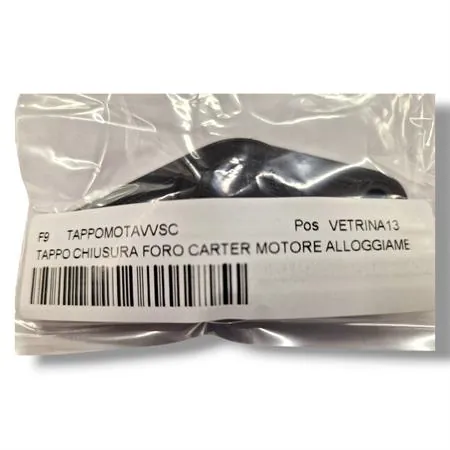 F9 TAPPOMOTAVVSC Pos VETRINA13
TAPPO CHIUSURA FORO CARTER MOTORE ALLOGGIAME